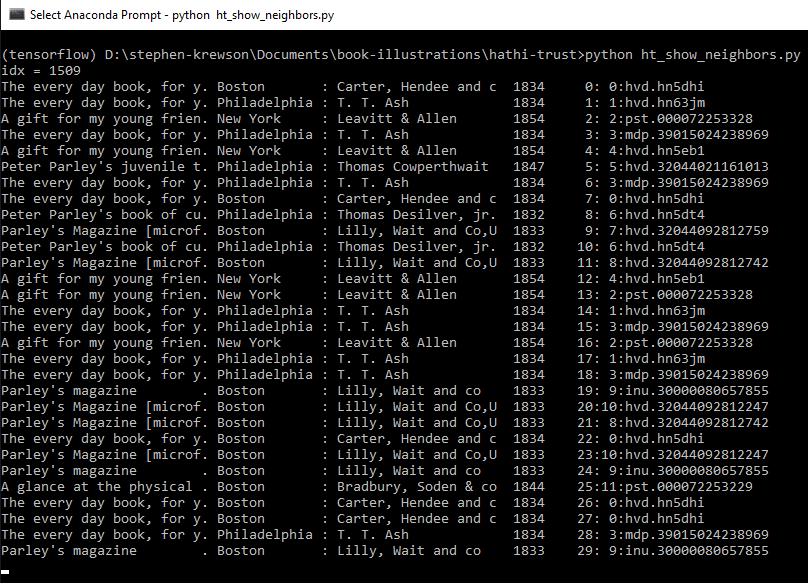 Select Anaconda Prompt - python  ht_show_neighbors.py
(tensorflow) D:\stephen-krewson\Documents\book-illustrations\hathi-trust>python ht_show_neighbors.py
idx = 1509
The every day book, for y. Boston       : Carter, Hendee and c  1834     0: 0:hvd.hn5dhi
The every day book, for y. Philadelphia : T. T. Ash             1834     1: 1:hvd.hn63jm
A gift for my young frien. New York     : Leavitt & Allen       1854     2: 2:pst.000072253328
The every day book, for y. Philadelphia : T. T. Ash             1834     3: 3:mdp.39015024238969
A gift for my young frien. New York     : Leavitt & Allen       1854     4: 4:hvd.hn5eb1
Peter Parley's juvenile t. Philadelphia : Thomas Cowperthwait   1847     5: 5:hvd.32044021161013
The every day book, for y. Philadelphia : T. T. Ash             1834     6: 3:mdp.39015024238969
The every day book, for y. Boston       : Carter, Hendee and c  1834     7: 0:hvd.hn5dhi
Peter Parley's book of cu. Philadelphia : Thomas Desilver, jr.  1832     8: 6:hvd.hn5dt4
Parley's Magazine [microf. Boston       : Lilly, Wait and Co,U  1833     9: 7:hvd.32044092812759
Peter Parley's book of cu. Philadelphia : Thomas Desilver, jr.  1832    10: 6:hvd.hn5dt4
Parley's Magazine [microf. Boston       : Lilly, Wait and Co,U  1833    11: 8:hvd.32044092812742
A gift for my young frien. New York     : Leavitt & Allen       1854    12: 4:hvd.hn5eb1
A gift for my young frien. New York     : Leavitt & Allen       1854    13: 2:pst.000072253328
The every day book, for y. Philadelphia : T. T. Ash             1834    14: 1:hvd.hn63jm
The every day book, for y. Philadelphia : T. T. Ash             1834    15: 3:mdp.39015024238969
A gift for my young frien. New York     : Leavitt & Allen       1854    16: 2:pst.000072253328
The every day book, for y. Philadelphia : T. T. Ash             1834    17: 1:hvd.hn63jm
The every day book, for y. Philadelphia : T. T. Ash             1834    18: 3:mdp.39015024238969
Parley's magazine        . Boston       : Lilly, Wait and co    1833    19: 9:inu.30000080657855
Parley's Magazine [microf. Boston       : Lilly, Wait and Co,U  1833    20:10:hvd.32044092812247
Parley's Magazine [microf. Boston       : Lilly, Wait and Co,U  1833    21: 8:hvd.32044092812742
The every day book, for y. Boston       : Carter, Hendee and c  1834    22: 0:hvd.hn5dhi
Parley's Magazine [microf. Boston       : Lilly, Wait and Co,U  1833    23:10:hvd.32044092812247
Parley's magazine        . Boston       : Lilly, Wait and co    1833    24: 9:inu.30000080657855
A glance at the physical . Boston       : Bradbury, Soden & co  1844    25:11:pst.000072253229
The every day book, for y. Boston       : Carter, Hendee and c  1834    26: 0:hvd.hn5dhi
The every day book, for y. Boston       : Carter, Hendee and c  1834    27: 0:hvd.hn5dhi
The every day book, for y. Philadelphia : T. T. Ash             1834    28: 3:mdp.39015024238969
Parley's magazine        . Boston       : Lilly, Wait and co    1833    29: 9:inu.30000080657855